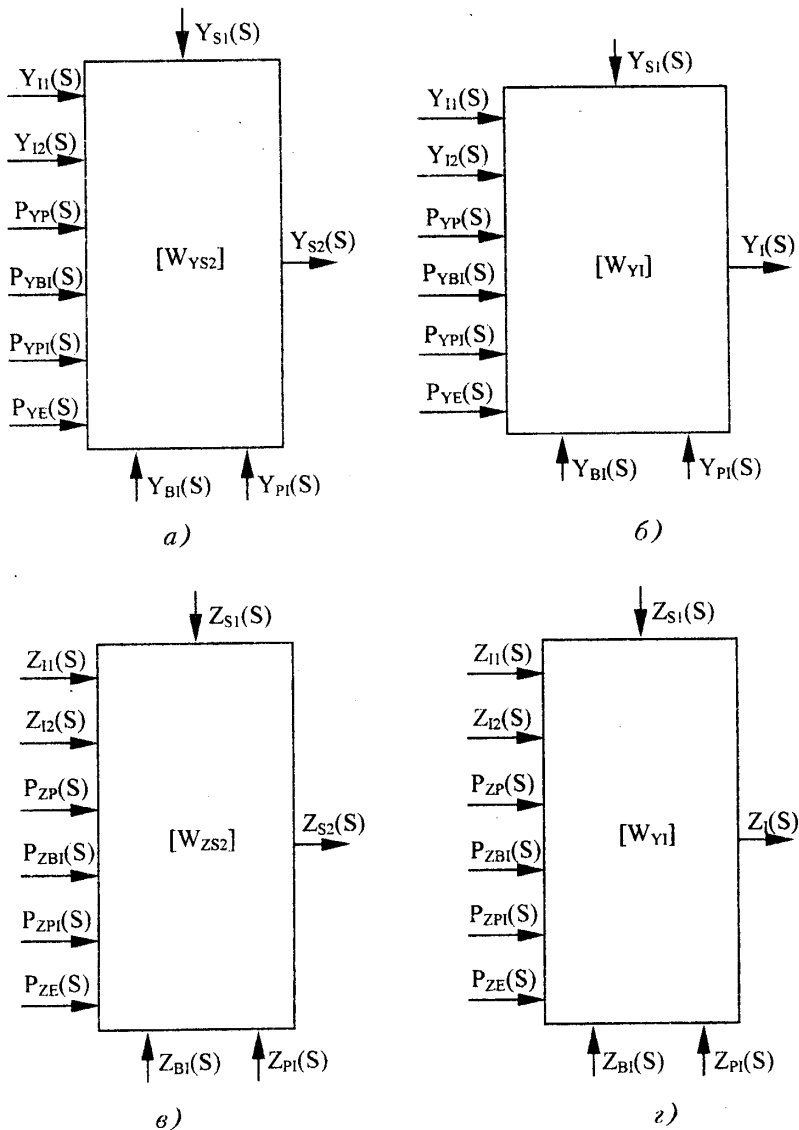 Y_S1(S)
Y_I1(S)
Y_I2(S)
P_YP(S)
P_YBI(S)
P_YPI(S)
P_YE(S)
[W_YS2]
Y_S2(S)
Y_BI(S) Y_PI(S)
а)
Y_S1(S)
Y_I1(S)
Y_I2(S)
P_YP(S)
P_YBI(S)
P_YPI(S)
P_YE(S)
[W_YI]
Y_I(S)
Y_BI(S) Y_PI(S)
б)
Z_S1(S)
Z_I1(S)
Z_I2(S)
P_ZP(S)
P_ZBI(S)
P_ZPI(S)
P_ZE(S)
[W_ZS2]
Z_S2(S)
Z_BI(S) Z_PI(S)
в)
Z_S1(S)
Z_I1(S)
Z_I2(S)
P_ZP(S)
P_ZBI(S)
P_ZPI(S)
P_ZE(S)
[W_YI]
Z_I(S)
Z_BI(S) Z_PI(S)
г)